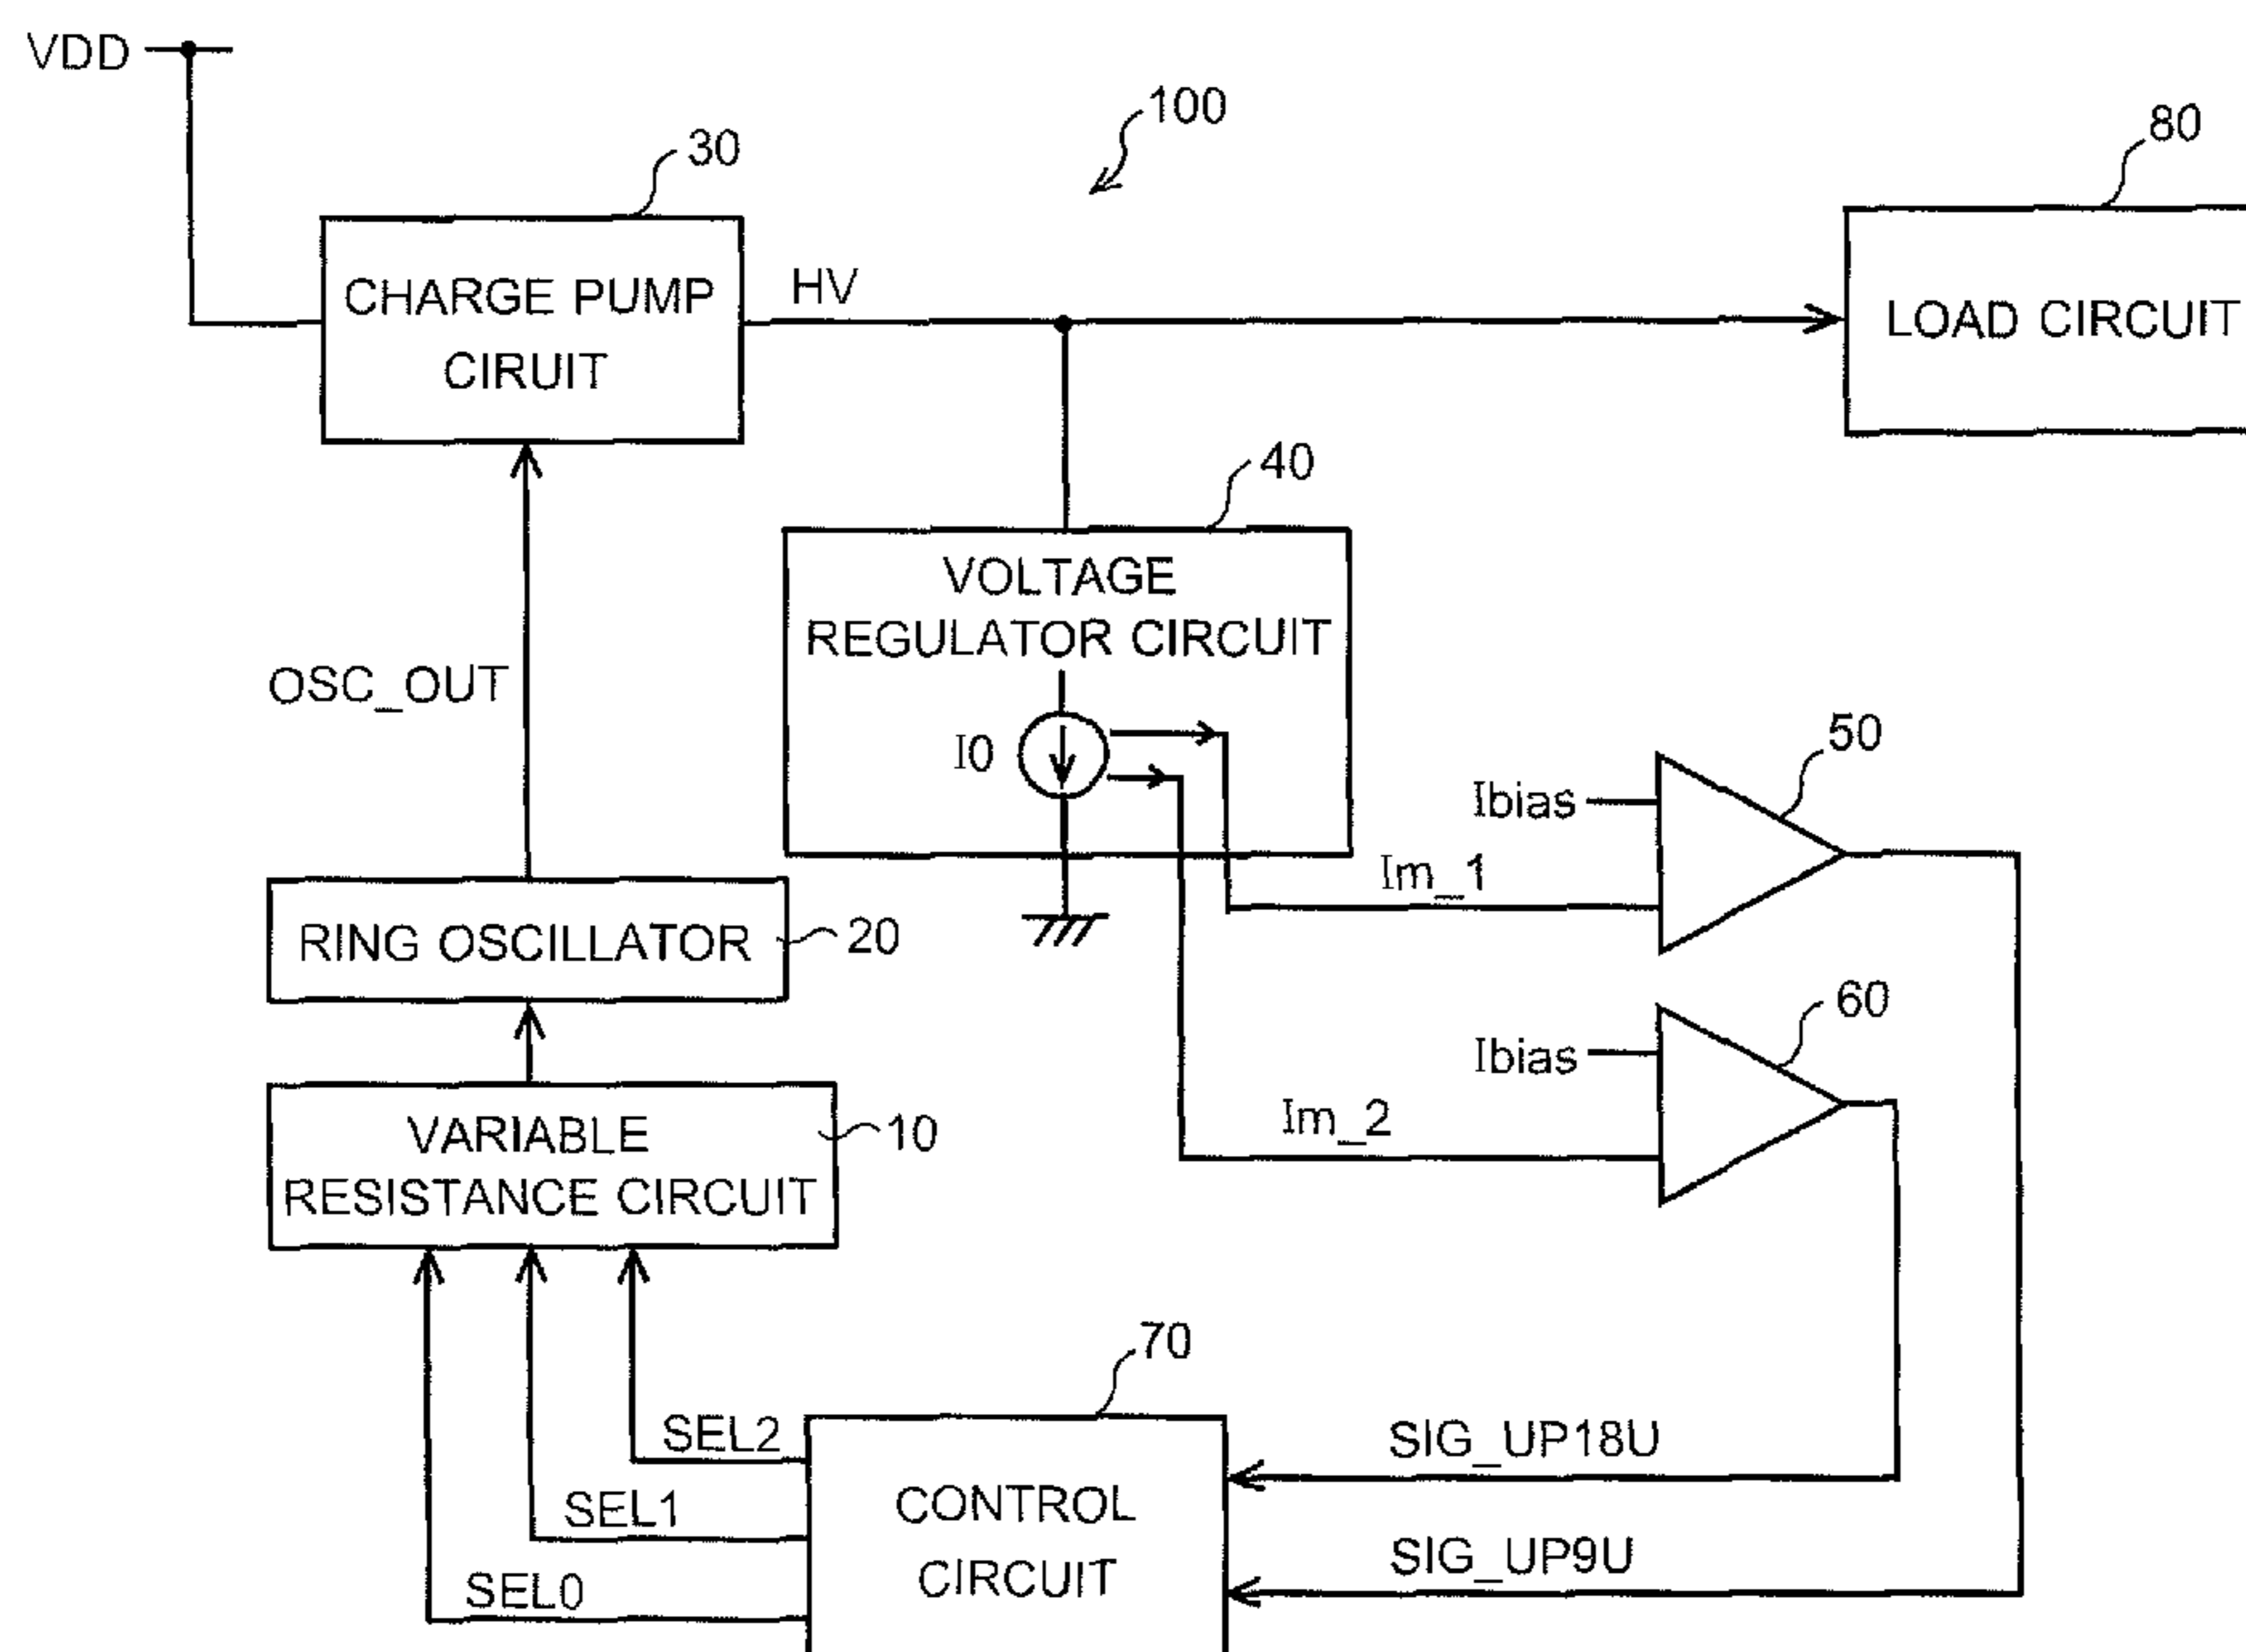 VDD
100
30
80
CHARGE PUMP
CIRUIT
HV
LOAD CIRCUIT
40
VOLTAGE
REGULATOR CIRCUIT
I0
OSC_OUT
50
Ibias
Im_1
RING OSCILLATOR
20
60
Ibias
Im_2
VARIABLE
RESISTANCE CIRCUIT
10
70
SEL2
SEL1
SEL0
CONTROL
CIRCUIT
SIG_UP18U
SIG_UP9U